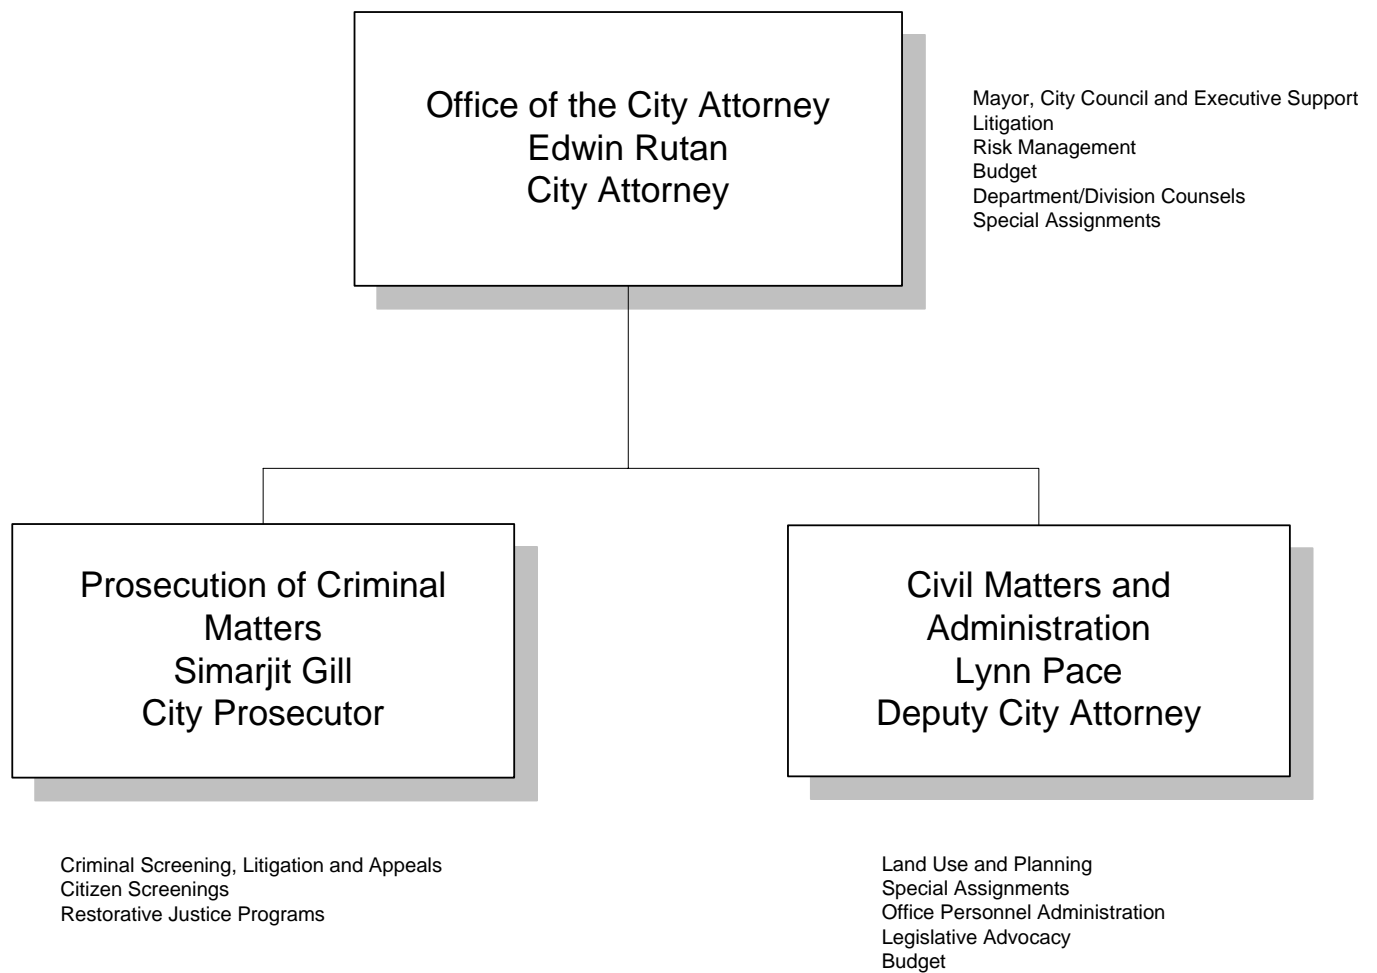 Office of the City Attorney
Edwin Rutan
City Attorney
Mayor, City Council and Executive Support
Litigation
Risk Management
Budget
Department/Division Counsels
Special Assignments
Prosecution of Criminal
Matters
Simarjit Gill
City Prosecutor
Civil Matters and
Administration
Lynn Pace
Deputy City Attorney
Criminal Screening, Litigation and Appeals
Citizen Screenings
Restorative Justice Programs
Land Use and Planning
Special Assignments
Office Personnel Administration
Legislative Advocacy
Budget